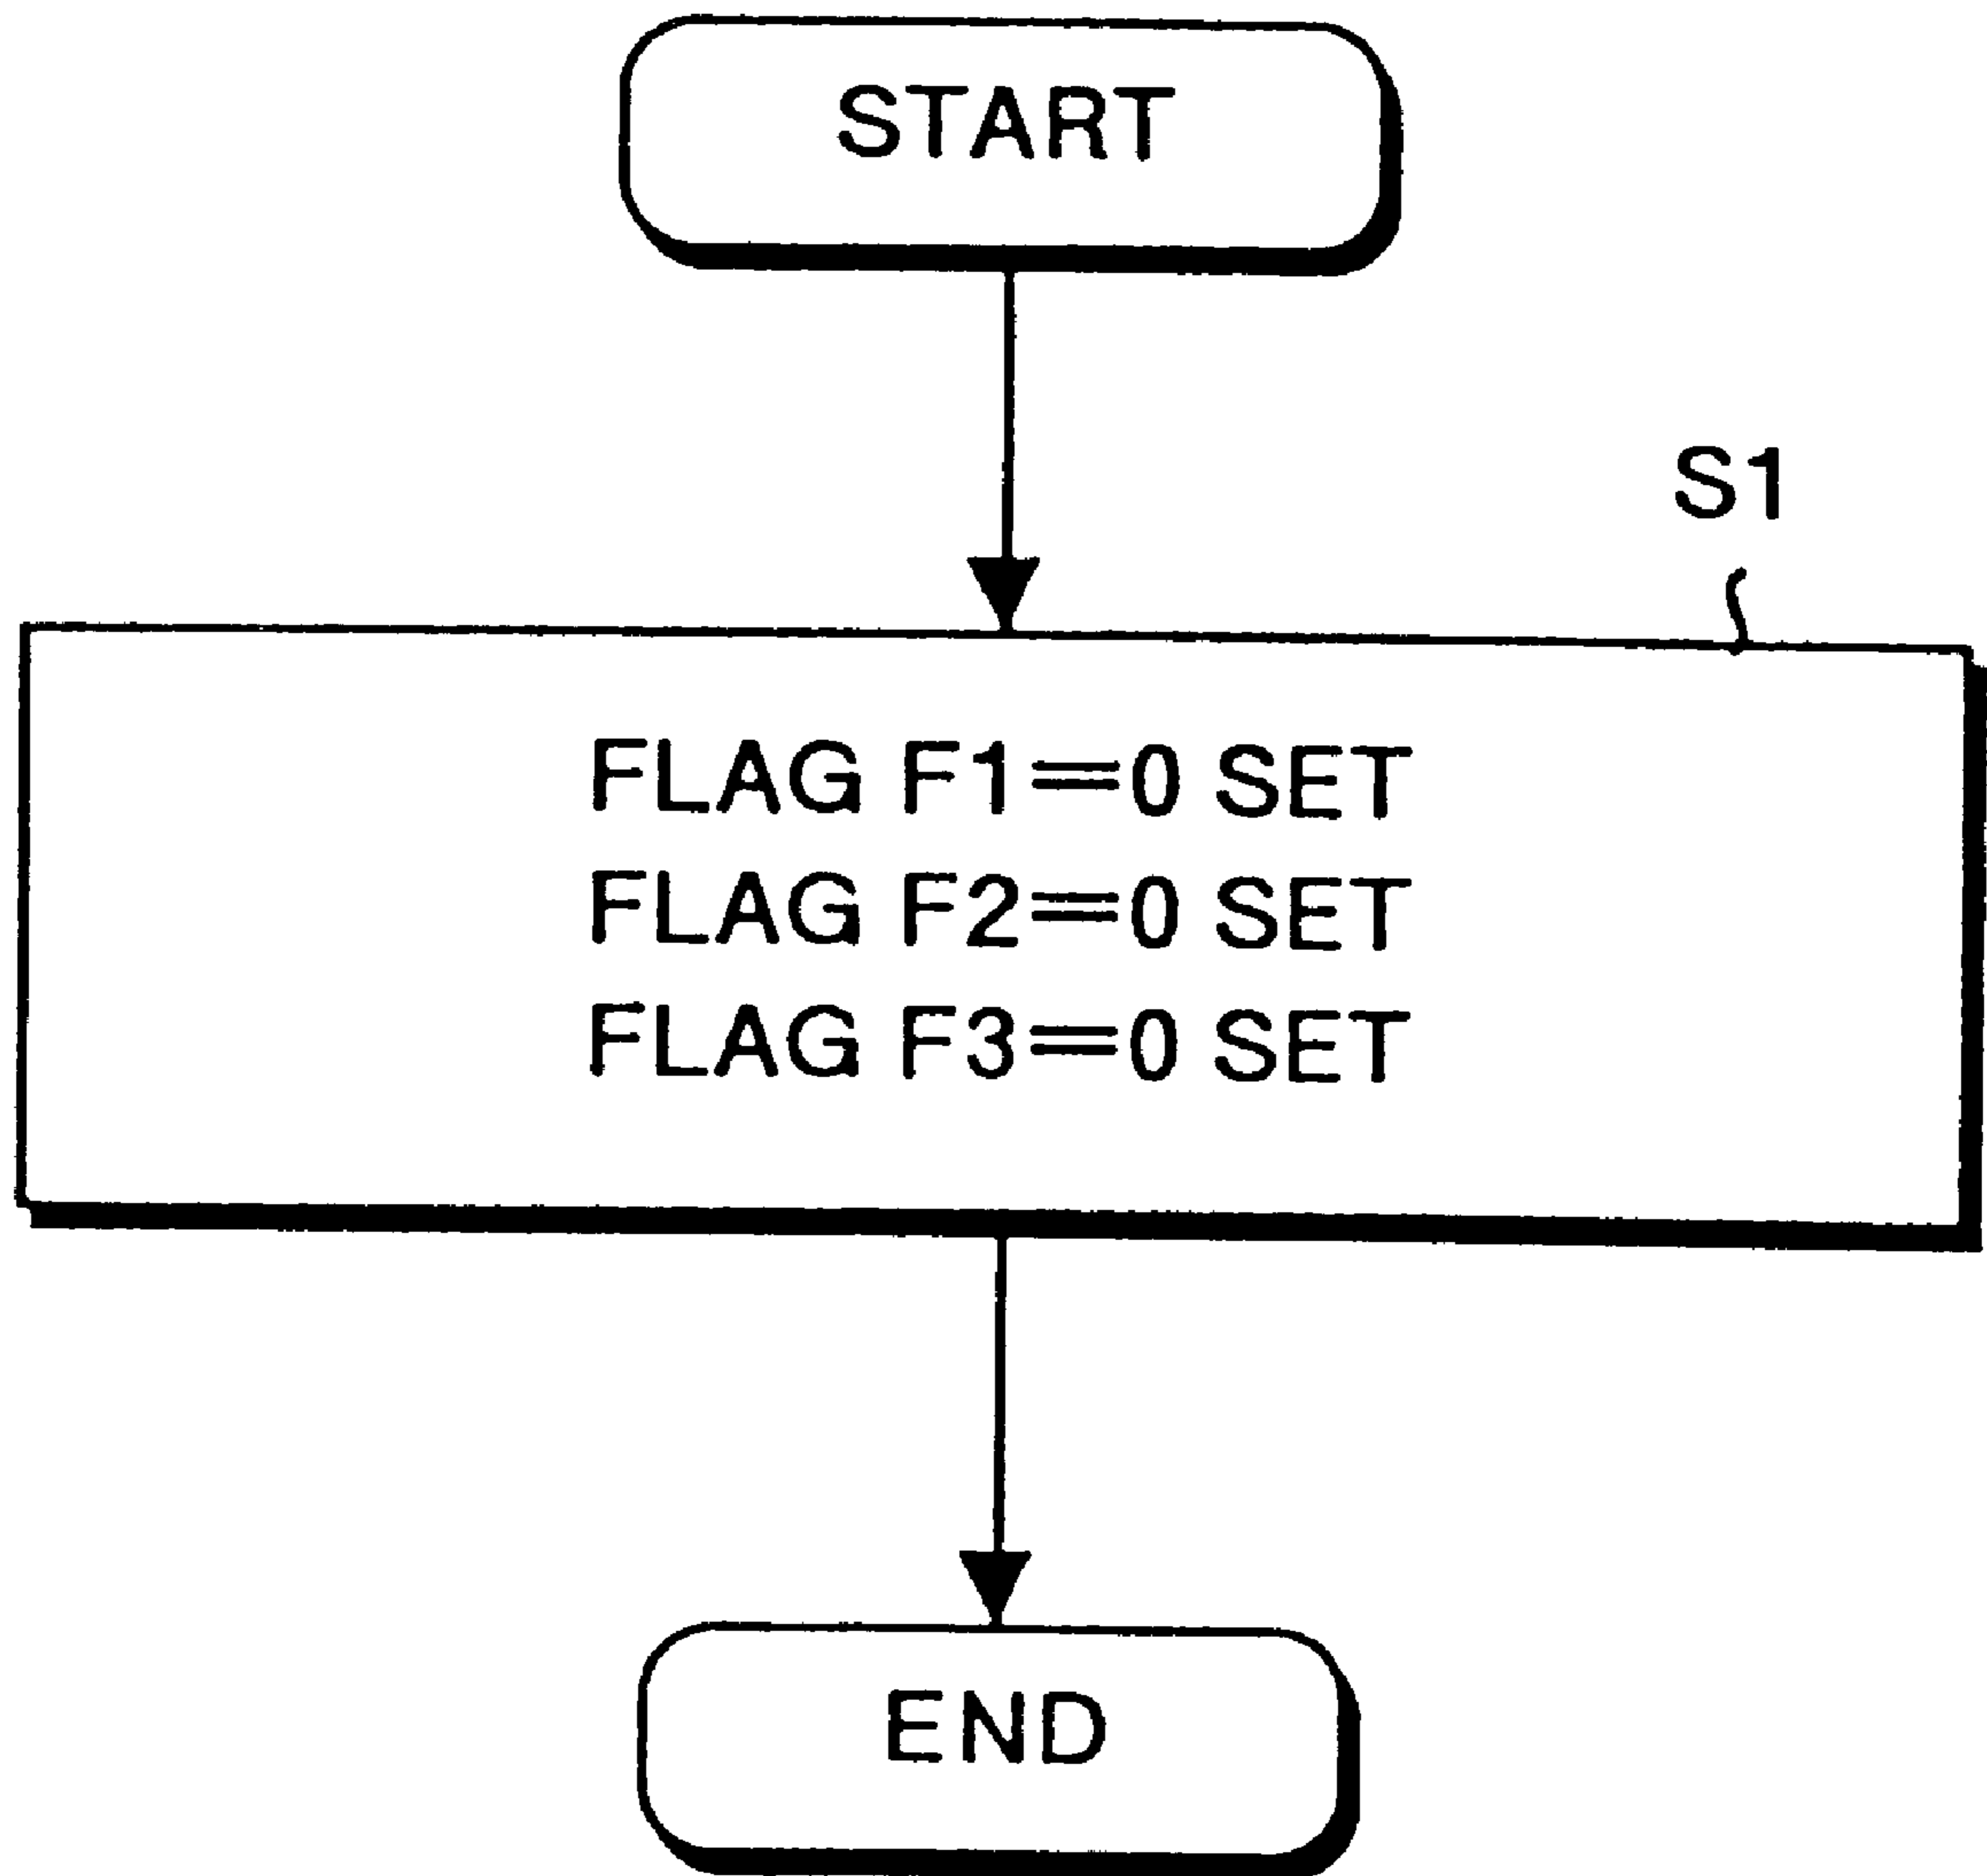 START
S1
FLAG F1=0 SET
FLAG F2=0 SET
FLAG F3=0 SET
END